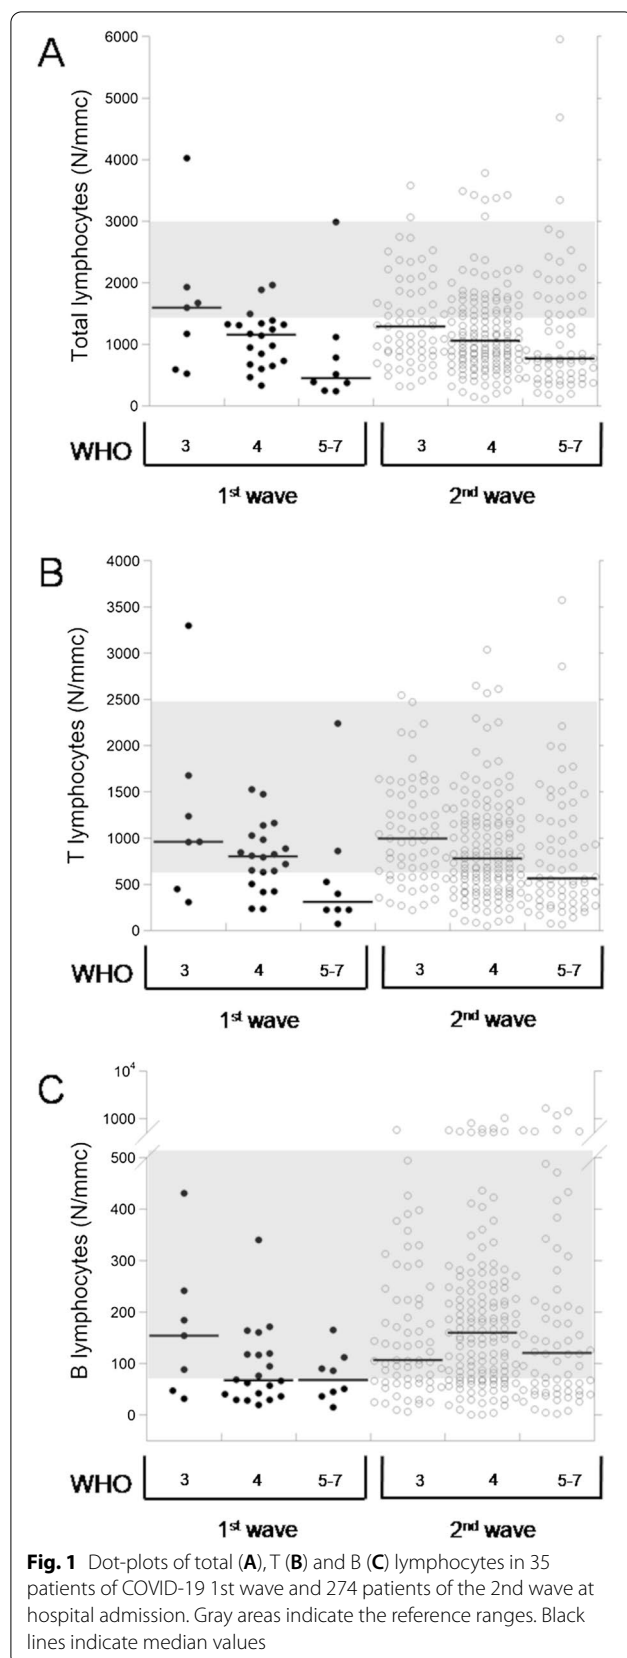 A
Total lymphocytes (N/mmc)
6000
5000
4000
3000
2000
1000
0
WHO 3 4 5-7 3 4 5-7
1st wave 2nd wave
B
T lymphocytes (N/mmc)
4000
3500
3000
2500
2000
1500
1000
500
0
WHO 3 4 5-7 3 4 5-7
1st wave 2nd wave
C
B lymphocytes (N/mmc)
10⁴
1000
500
400
300
200
100
0
WHO 3 4 5-7 3 4 5-7
1st wave 2nd wave
Fig. 1 Dot-plots of total (A), T (B) and B (C) lymphocytes in 35
patients of COVID-19 1st wave and 274 patients of the 2nd wave at
hospital admission. Gray areas indicate the reference ranges. Black
lines indicate median values